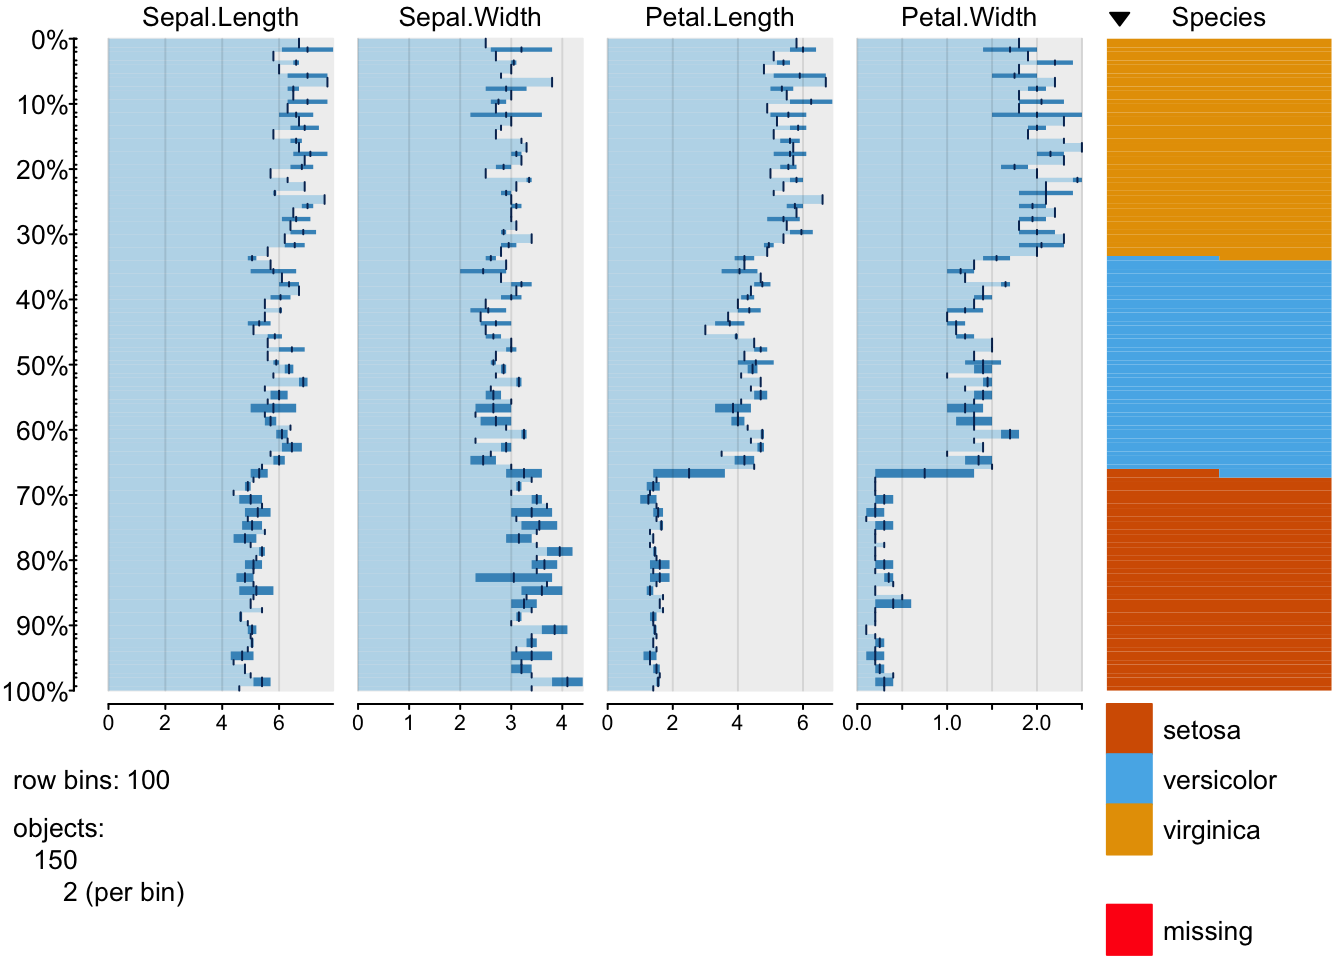 Sepal.Length Sepal.Width Petal.Length Petal.Width Species
0%
10%
20%
30%
40%
50%
60%
70%
80%
90%
100%
0 2 4 6 0 1 2 3 4 0 2 4 6 0.0 1.0 2.0
setosa
versicolor
virginica
missing
row bins: 100
objects:
150
2 (per bin)